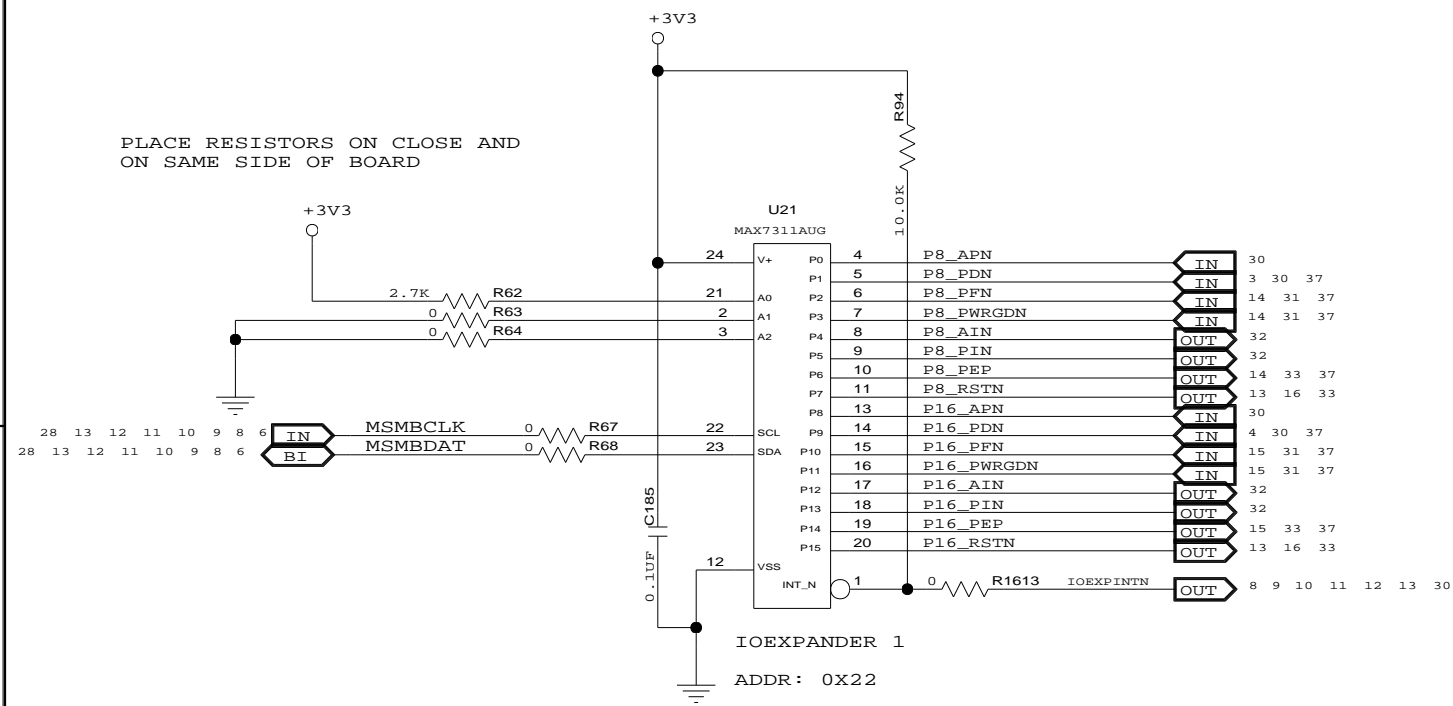 +3V3
R94
10.0K
PLACE RESISTORS ON CLOSE AND
ON SAME SIDE OF BOARD
+3V3
U21
MAX7311AUG
24 V+ P0 4 P8_APN IN 30
P1 5 P8_PDN IN 3 30 37
2.7K R62 21 A0 P2 6 P8_PFN IN 14 31 37
0 R63 2 A1 P3 7 P8_PWRGDN IN 14 31 37
0 R64 3 A2 P4 8 P8_AIN OUT 32
P5 9 P8_PIN OUT 32
P6 10 P8_PEP OUT 14 33 37
P7 11 P8_RSTN OUT 13 16 33
P8 13 P16_APN IN 30
28 13 12 11 10 9 8 6 IN MSMBCLK 0 R67 22 SCL P9 14 P16_PDN IN 4 30 37
28 13 12 11 10 9 8 6 BI MSMBDAT 0 R68 23 SDA P10 15 P16_PFN IN 15 31 37
P11 16 P16_PWRGDN IN 15 31 37
P12 17 P16_AIN OUT 32
P13 18 P16_PIN OUT 32
P14 19 P16_PEP OUT 15 33 37
P15 20 P16_RSTN OUT 13 16 33
C185
0.1UF
12 VSS
INT_N 1 0 R1613 IOEXPINTN OUT 8 9 10 11 12 13 30
IOEXPANDER 1
ADDR: 0X22